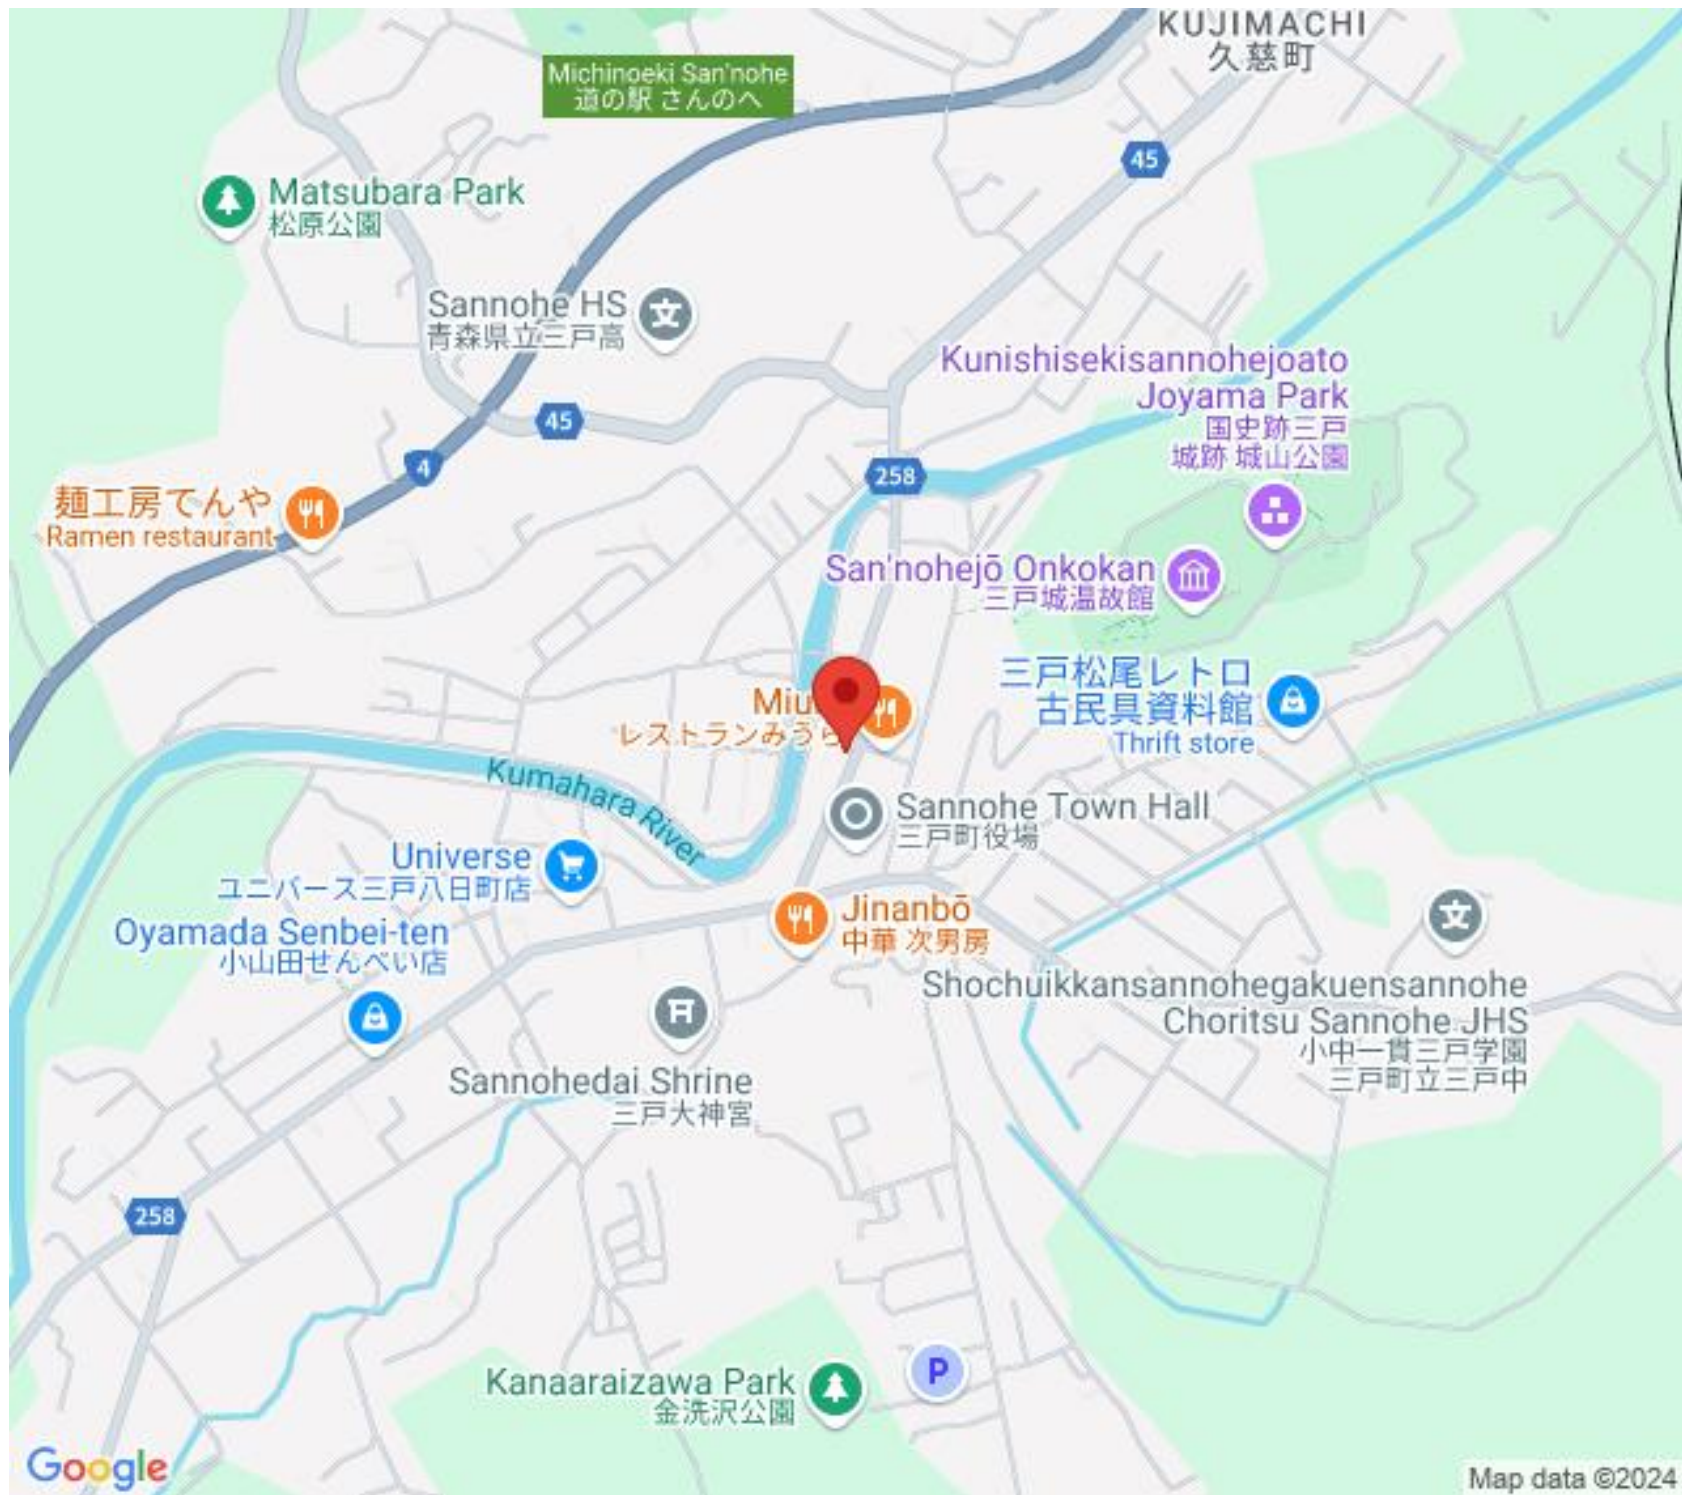 KUJIMACHI
久慈町
Michinoeki San'nohe
道の駅 さんのへ
45
Matsubara Park
松原公園
Sannohe HS
青森県立三戸高
Kunishisekisannohejoato
Joyama Park
国史跡三戸
城跡 城山公園
45
4
258
麺工房てんや
Ramen restaurant
San'nohejō Onkokan
三戸城温故館
三戸松尾レトロ
古民具資料館
Thrift store
Miu
レストランみうら
Kumahara River
Sannohe Town Hall
三戸町役場
Universe
ユニバース三戸八日町店
Jinanbō
中華 次男房
Oyamada Senbei-ten
小山田せんべい店
Shochuikkansannohegakuensannohe
Choritsu Sannohe JHS
小中一貫三戸学園
三戸町立三戸中
Sannohedai Shrine
三戸大神宮
258
Kanaaraizawa Park
金洗沢公園
P
Google
Map data ©2024